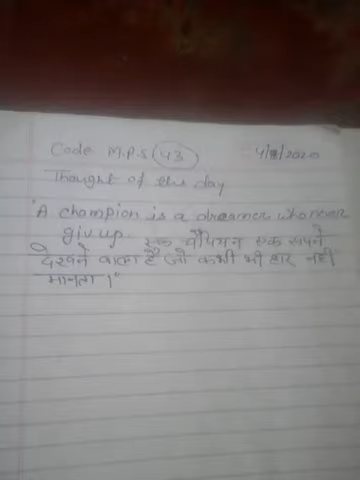 Code M.P.S (43) 4/8/2020
Thought of the day
"A champion is a dreamer who never
giv up. एक चैंपियन एक सपने
देखने वाला है जो कभी भी हार नहीं
मानता ।"